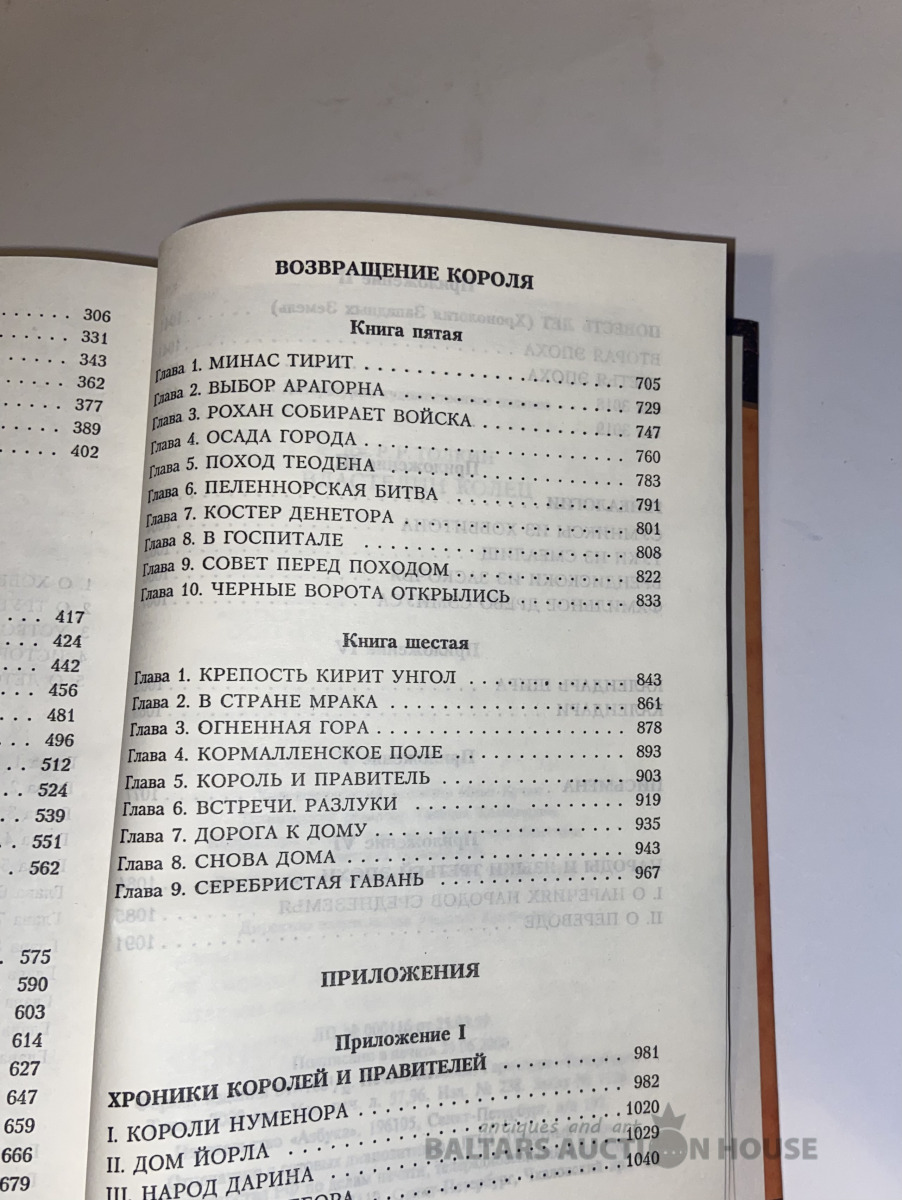 306
331
343
362
377
389
402
417
424
442
456
481
496
512
524
539
551
562
575
590
603
614
627
647
659
666
679
ВОЗВРАЩЕНИЕ КОРОЛЯ
Книга пятая
Глава 1. МИНАС ТИРИТ . . . . . . . . . . . . . . . . . . 705
Глава 2. ВЫБОР АРАГОРНА . . . . . . . . . . . . . . . . 729
Глава 3. РОХАН СОБИРАЕТ ВОЙСКА . . . . . . . . . . 747
Глава 4. ОСАДА ГОРОДА . . . . . . . . . . . . . . . . . 760
Глава 5. ПОХОД ТЕОДЕНА . . . . . . . . . . . . . . . . 783
Глава 6. ПЕЛЕННОРСКАЯ БИТВА . . . . . . . . . . . . 791
Глава 7. КОСТЕР ДЕНЕТОРА . . . . . . . . . . . . . . . 801
Глава 8. В ГОСПИТАЛЕ . . . . . . . . . . . . . . . . . 808
Глава 9. СОВЕТ ПЕРЕД ПОХОДОМ . . . . . . . . . . . . 822
Глава 10. ЧЕРНЫЕ ВОРОТА ОТКРЫЛИСЬ . . . . . . . . 833
Книга шестая
Глава 1. КРЕПОСТЬ КИРИТ УНГОЛ . . . . . . . . . . . 843
Глава 2. В СТРАНЕ МРАКА . . . . . . . . . . . . . . . . 861
Глава 3. ОГНЕННАЯ ГОРА . . . . . . . . . . . . . . . . . 878
Глава 4. КОРМАЛЛЕНСКОЕ ПОЛЕ . . . . . . . . . . . . 893
Глава 5. КОРОЛЬ И ПРАВИТЕЛЬ . . . . . . . . . . . . . 903
Глава 6. ВСТРЕЧИ. РАЗЛУКИ . . . . . . . . . . . . . . 919
Глава 7. ДОРОГА К ДОМУ . . . . . . . . . . . . . . . . . 935
Глава 8. СНОВА ДОМА . . . . . . . . . . . . . . . . . . 943
Глава 9. СЕРЕБРИСТАЯ ГАВАНЬ . . . . . . . . . . . . . 967
ПРИЛОЖЕНИЯ
Приложение I
ХРОНИКИ КОРОЛЕЙ И ПРАВИТЕЛЕЙ . . . . . . . . . . 981
I. КОРОЛИ НУМЕНОРА . . . . . . . . . . . . . . . . . . 982
II. ДОМ ЙОРЛА . . . . . . . . . . . . . . . . . . . . . 1020
III. НАРОД ДАРИНА . . . . . . . . . . . . . . . . . . . 1029
1040
antiques and art
BALTARS AUCTION HOUSE